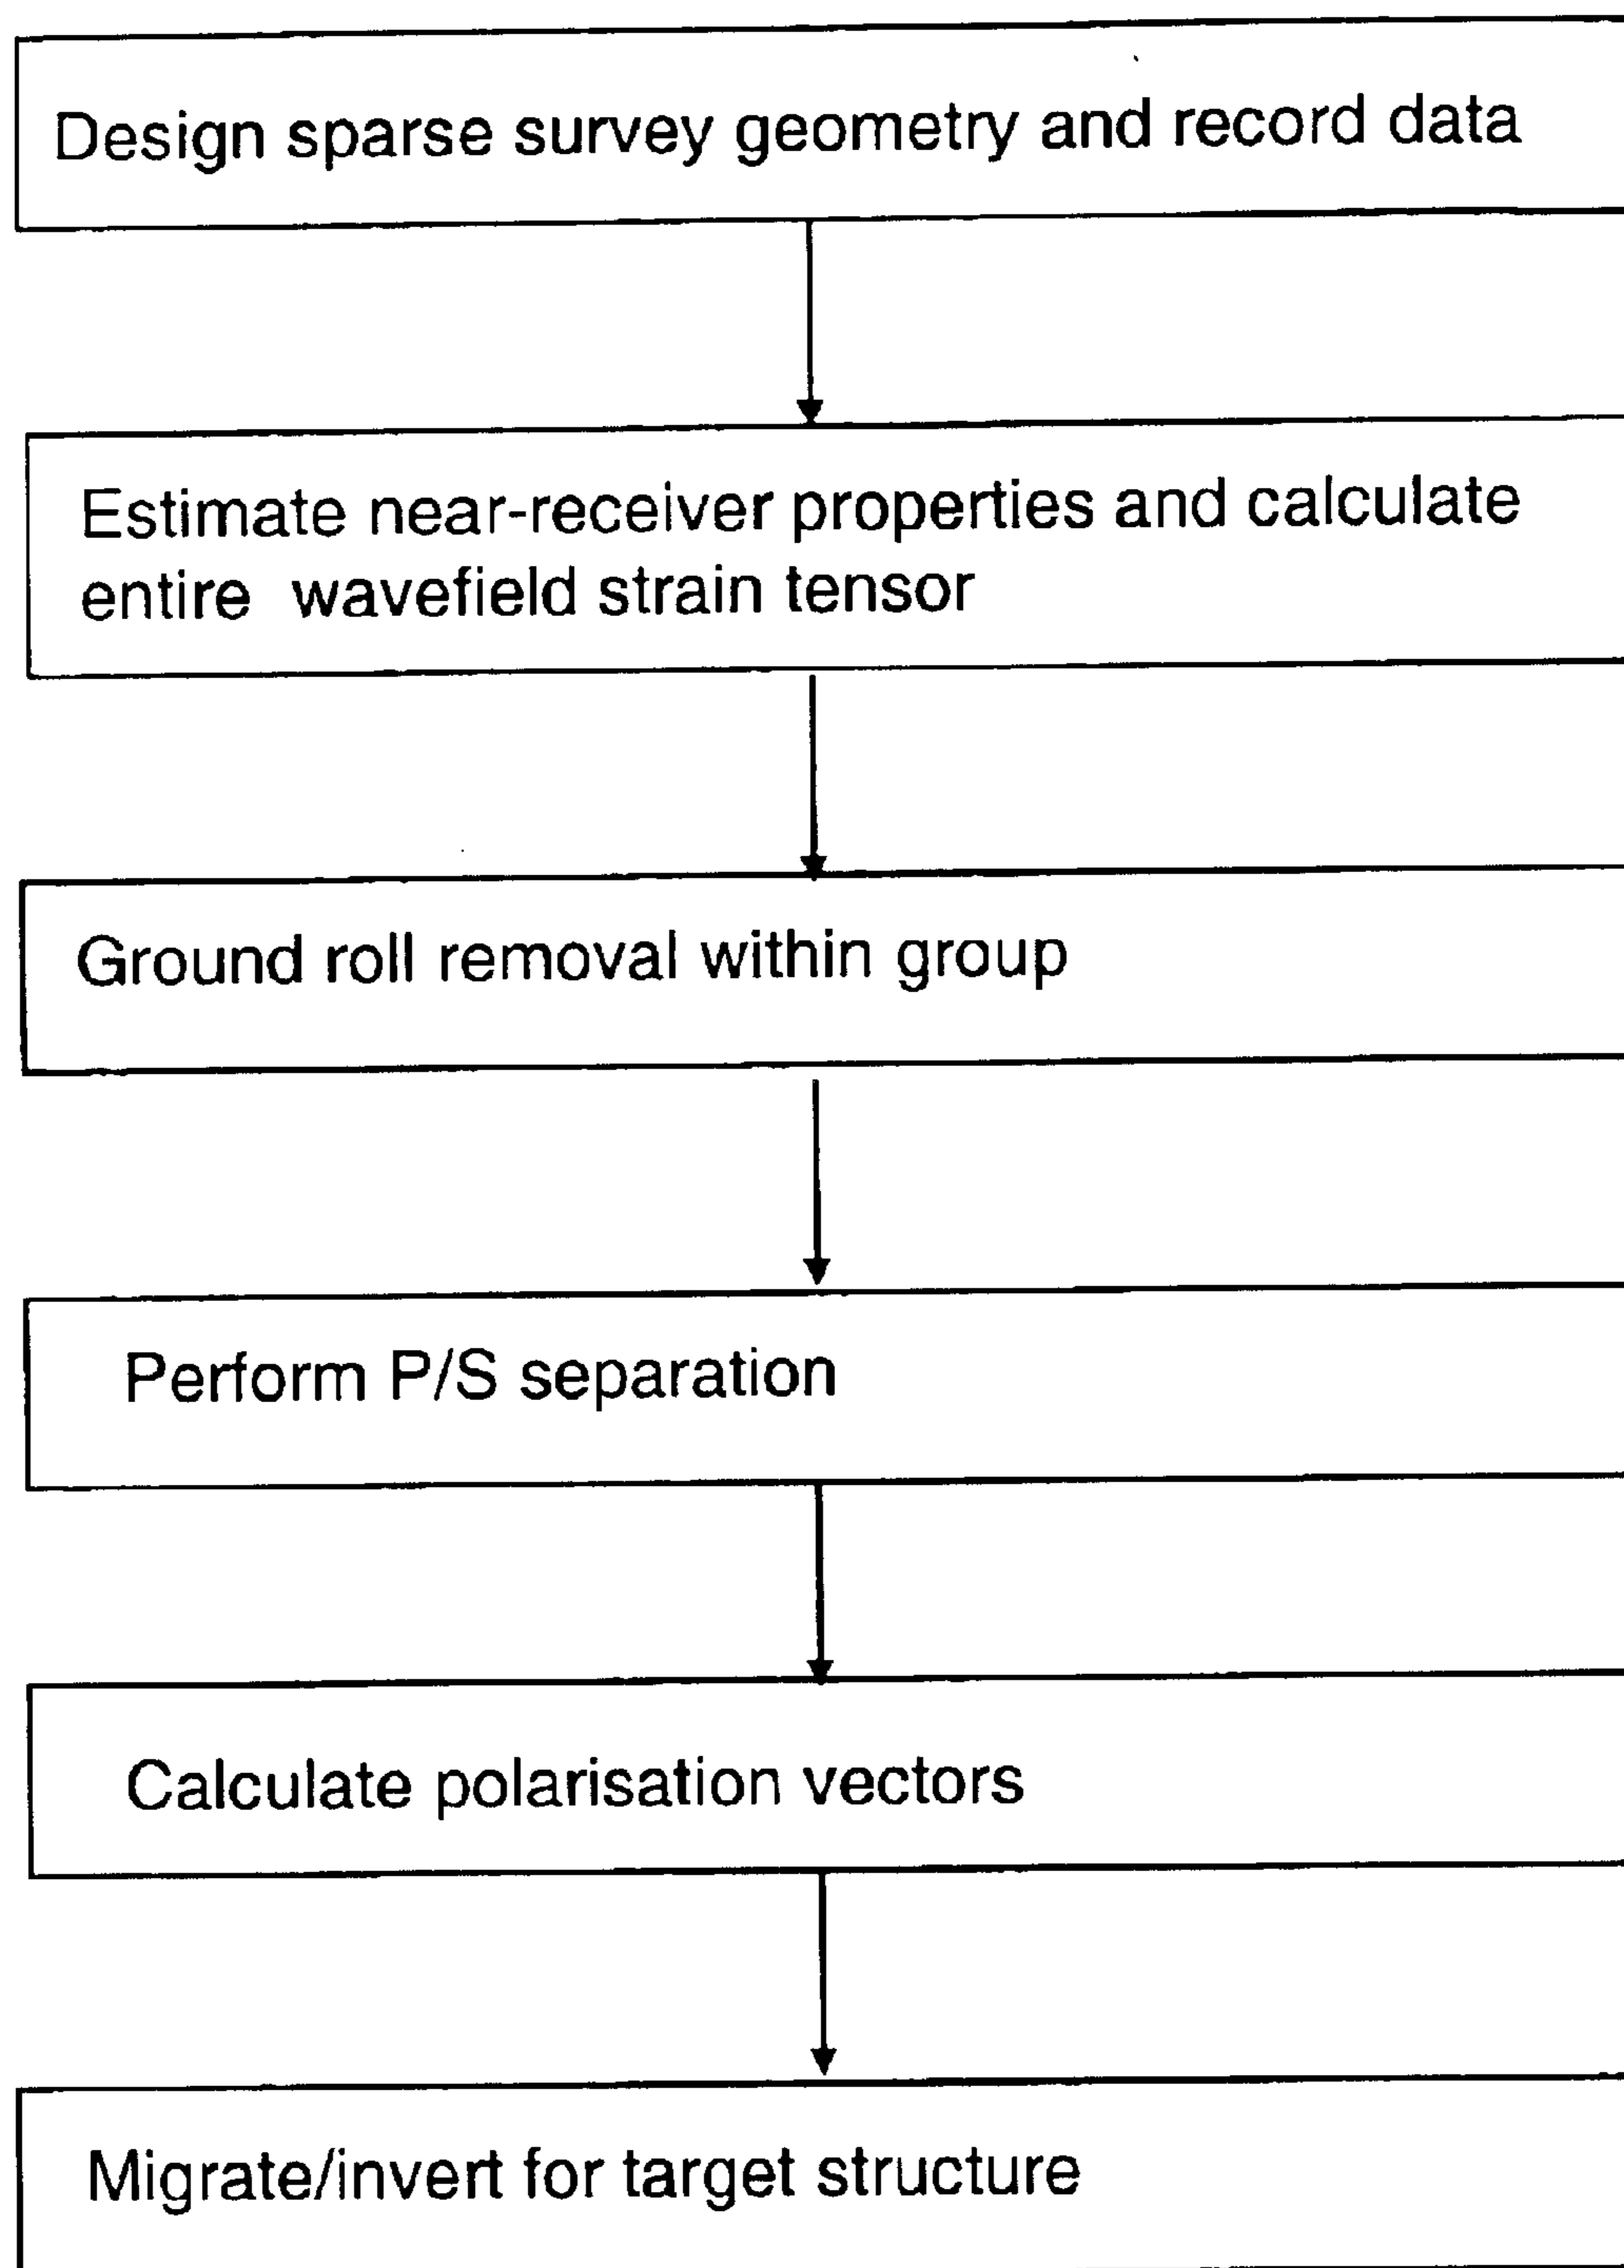 Design sparse survey geometry and record data
Estimate near-receiver properties and calculate
entire wavefield strain tensor
Ground roll removal within group
Perform P/S separation
Calculate polarisation vectors
Migrate/invert for target structure